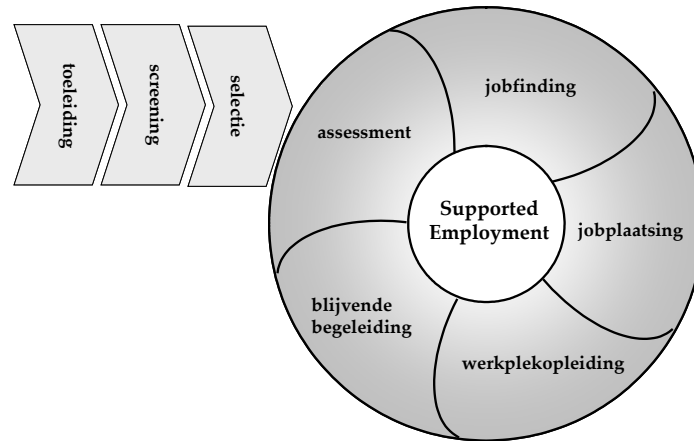 toeleiding
screening
selectie
assessment
jobfinding
jobplaatsing
werkplekopleiding
blijvende
begeleiding
Supported
Employment